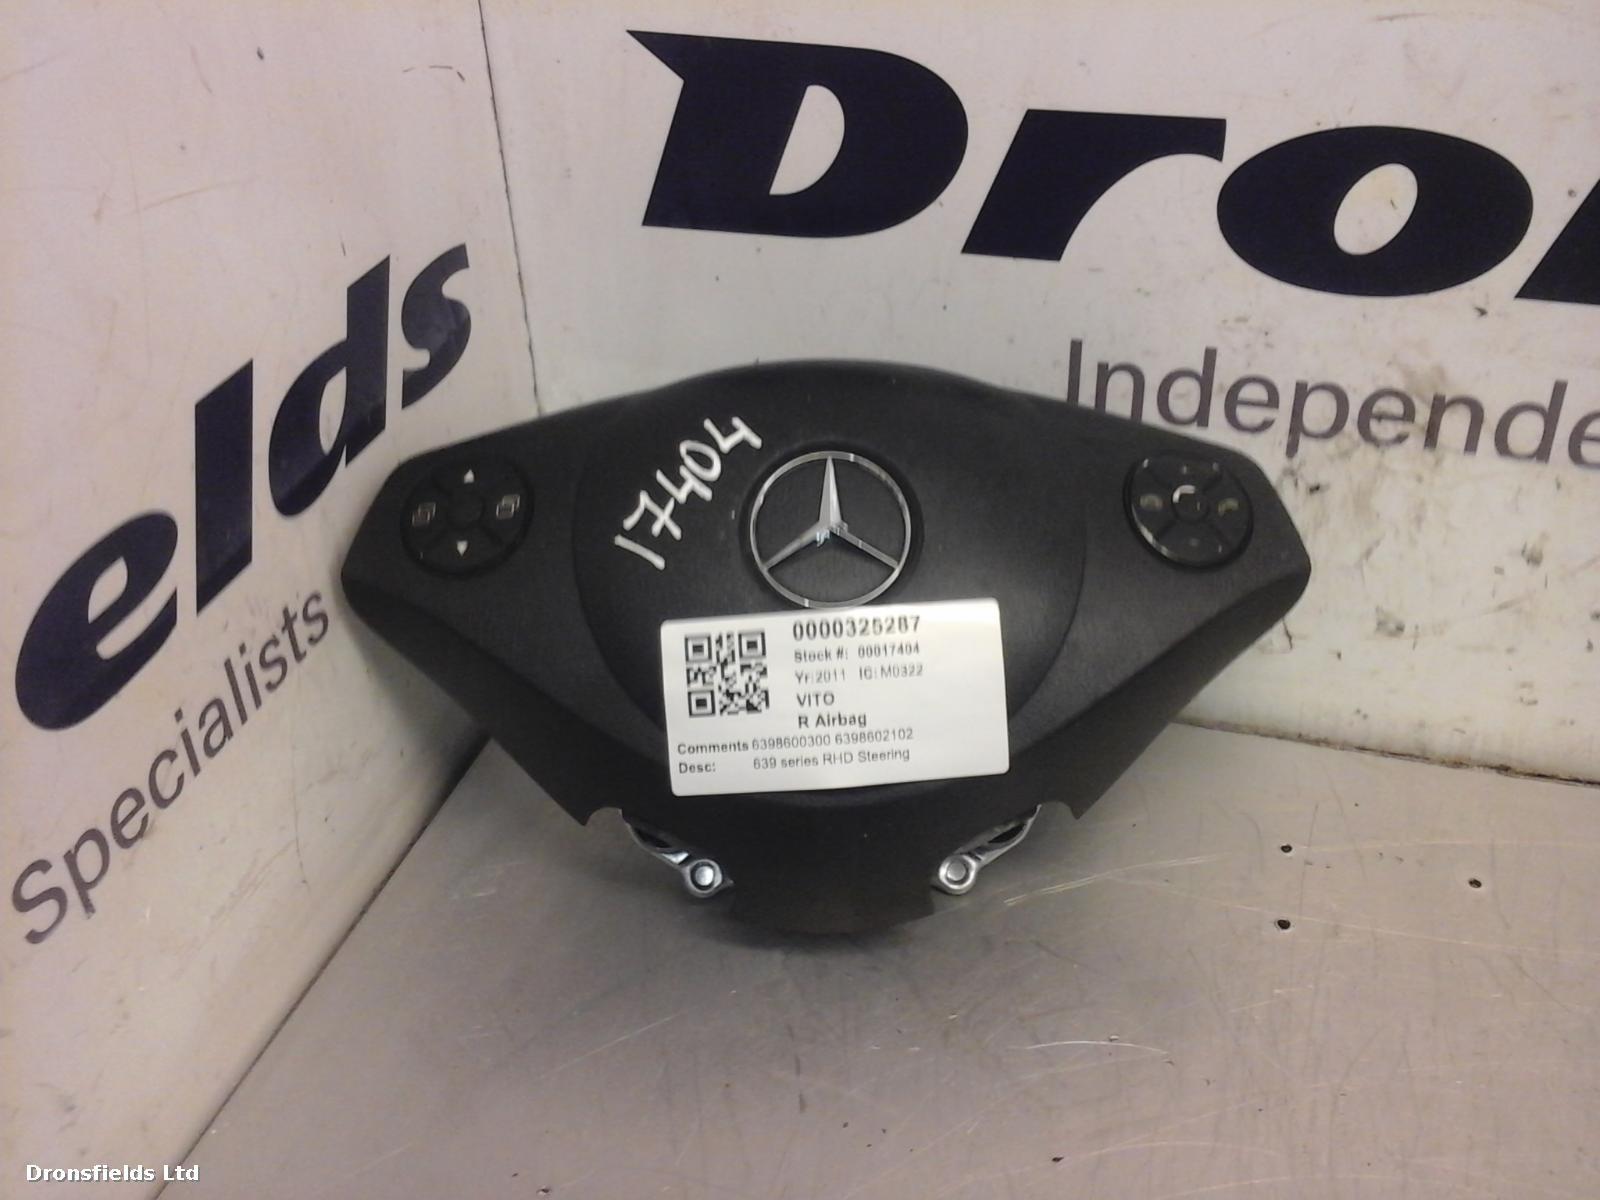 Dron
Independe
elds
Specialists
17404
0000325287
Stock #: 00017404
Yr:2011 IC:M0322
VITO
R Airbag
Comments 6398600300 6398602102
Desc: 639 series RHD Steering
Dronsfields Ltd